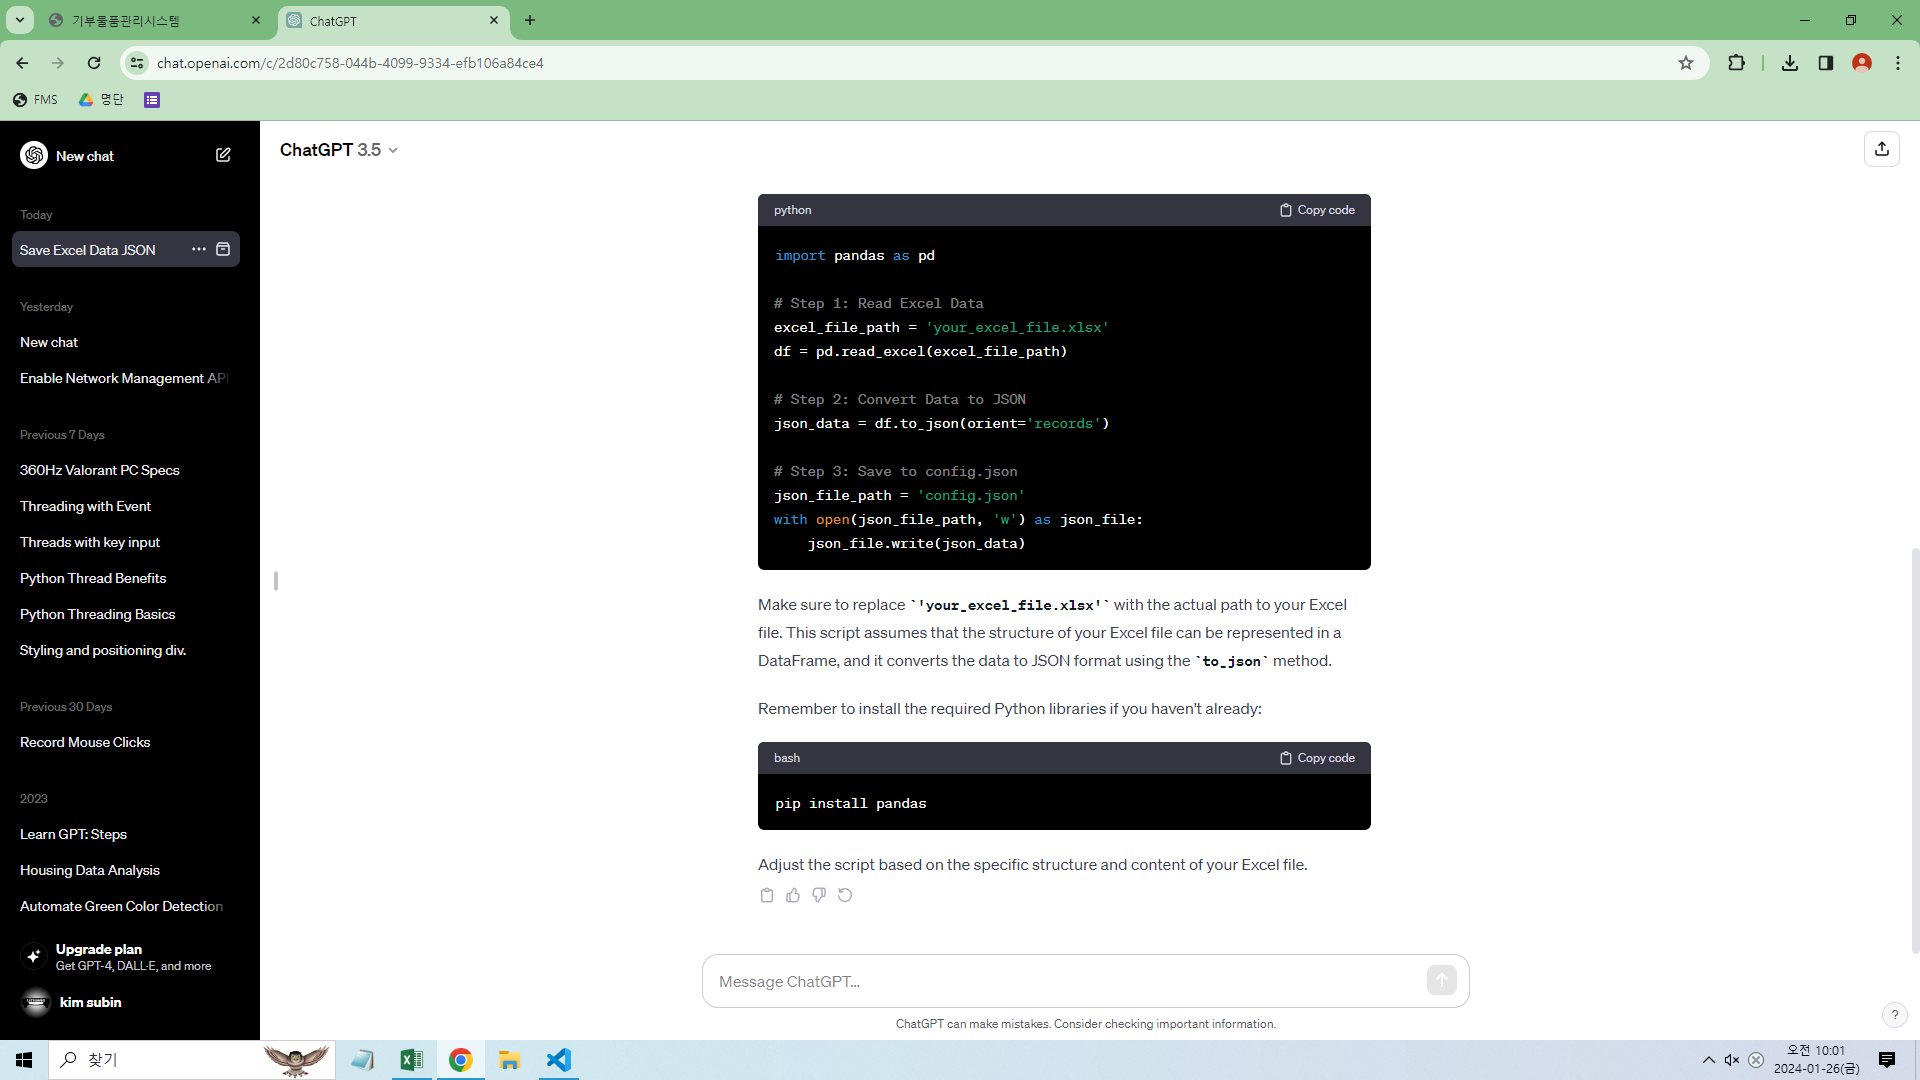 기부물품관리시스템
ChatGPT
chat.openai.com/c/2d80c758-044b-4099-9334-efb106a84ce4
FMS
명단
New chat
Today
Save Excel Data JSON
Yesterday
New chat
Enable Network Management API
Previous 7 Days
360Hz Valorant PC Specs
Threading with Event
Threads with key input
Python Thread Benefits
Python Threading Basics
Styling and positioning div.
Previous 30 Days
Record Mouse Clicks
2023
Learn GPT: Steps
Housing Data Analysis
Automate Green Color Detection
Upgrade plan
Get GPT-4, DALL·E, and more
kim subin
ChatGPT 3.5
python
Copy code
import pandas as pd
# Step 1: Read Excel Data
excel_file_path = 'your_excel_file.xlsx'
df = pd.read_excel(excel_file_path)
# Step 2: Convert Data to JSON
json_data = df.to_json(orient='records')
# Step 3: Save to config.json
json_file_path = 'config.json'
with open(json_file_path, 'w') as json_file:
    json_file.write(json_data)
Make sure to replace `'your_excel_file.xlsx'` with the actual path to your Excel
file. This script assumes that the structure of your Excel file can be represented in a
DataFrame, and it converts the data to JSON format using the `to_json` method.
Remember to install the required Python libraries if you haven't already:
bash
Copy code
pip install pandas
Adjust the script based on the specific structure and content of your Excel file.
Message ChatGPT...
ChatGPT can make mistakes. Consider checking important information.
?
찾기
오전 10:01
2024-01-26(금)